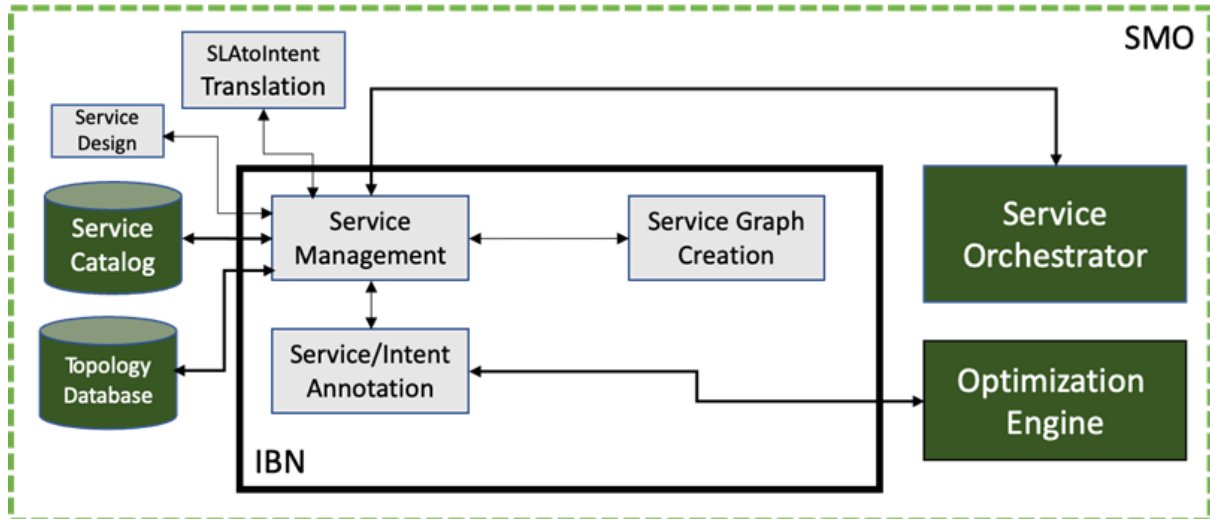 SMO
SLAtoIntent
Translation
Service
Design
Service
Catalog
Topology
Database
Service
Management
Service Graph
Creation
Service/Intent
Annotation
IBN
Service
Orchestrator
Optimization
Engine